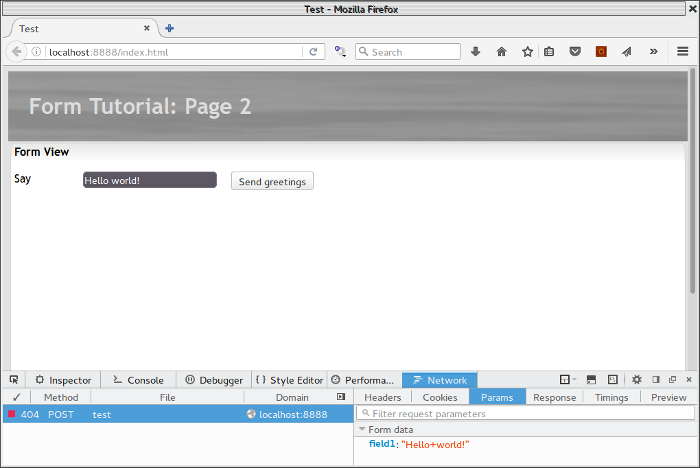 Test - Mozilla Firefox
Test
localhost:8888/index.html
Search
Form Tutorial: Page 2
Form View
Say
Hello world!
Send greetings
Inspector
Console
Debugger
{ } Style Editor
Performa...
Network
✓ Method File Domain
Headers Cookies Params Response Timings Preview
404 POST test localhost:8888
Filter request parameters
Form data
field1: "Hello+world!"